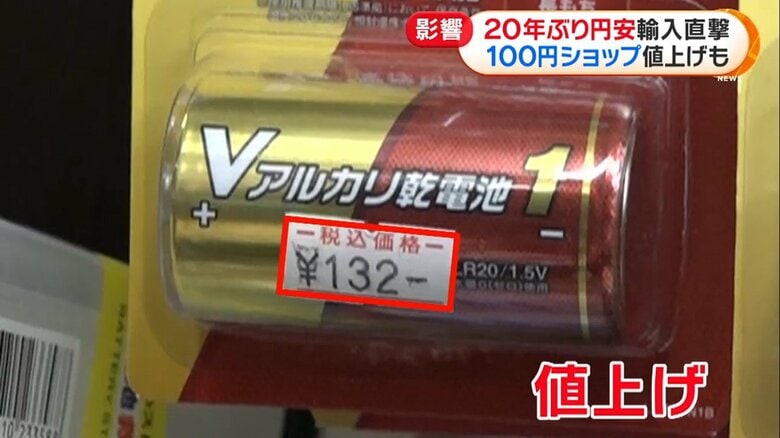 影響
20年ぶり円安輸入直撃
100円ショップ値上げも
NEWS
Vアルカリ乾電池1
+
−
税込価格
¥132−
LR20/1.5V
値上げ